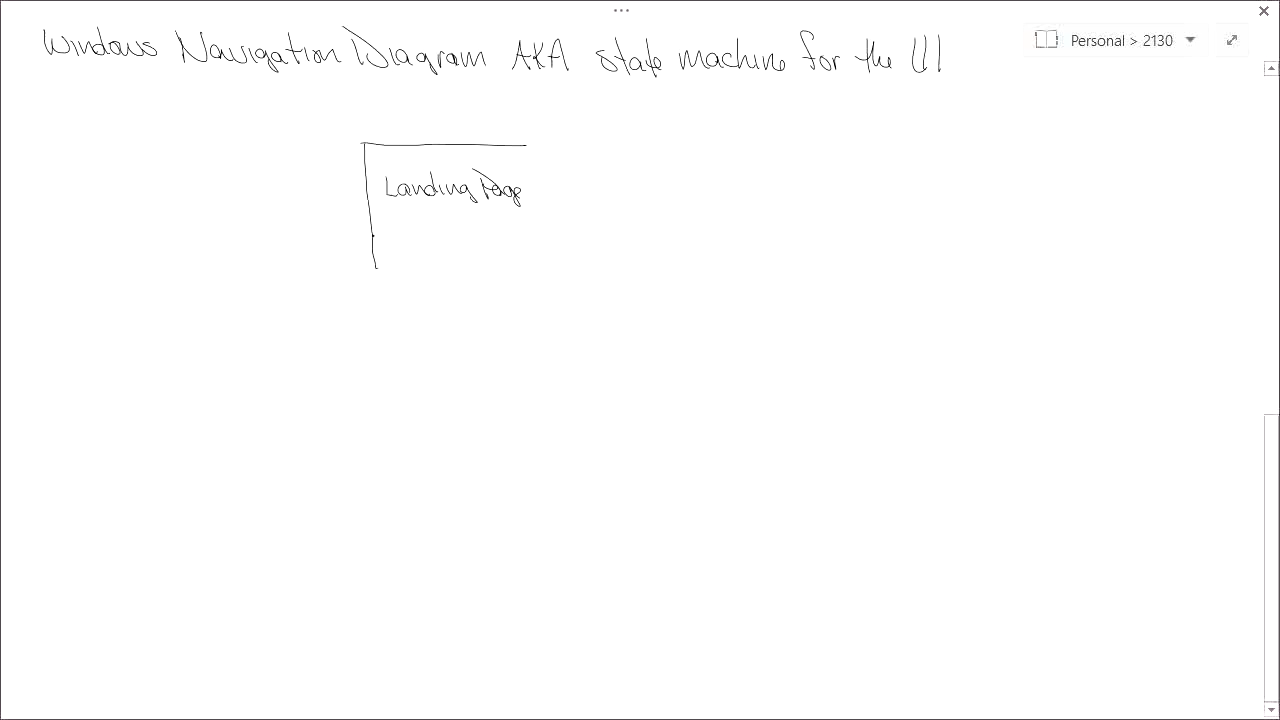 Windows Navigation Diagram AKA state machine for the UI
Personal > 2130
Landing Page